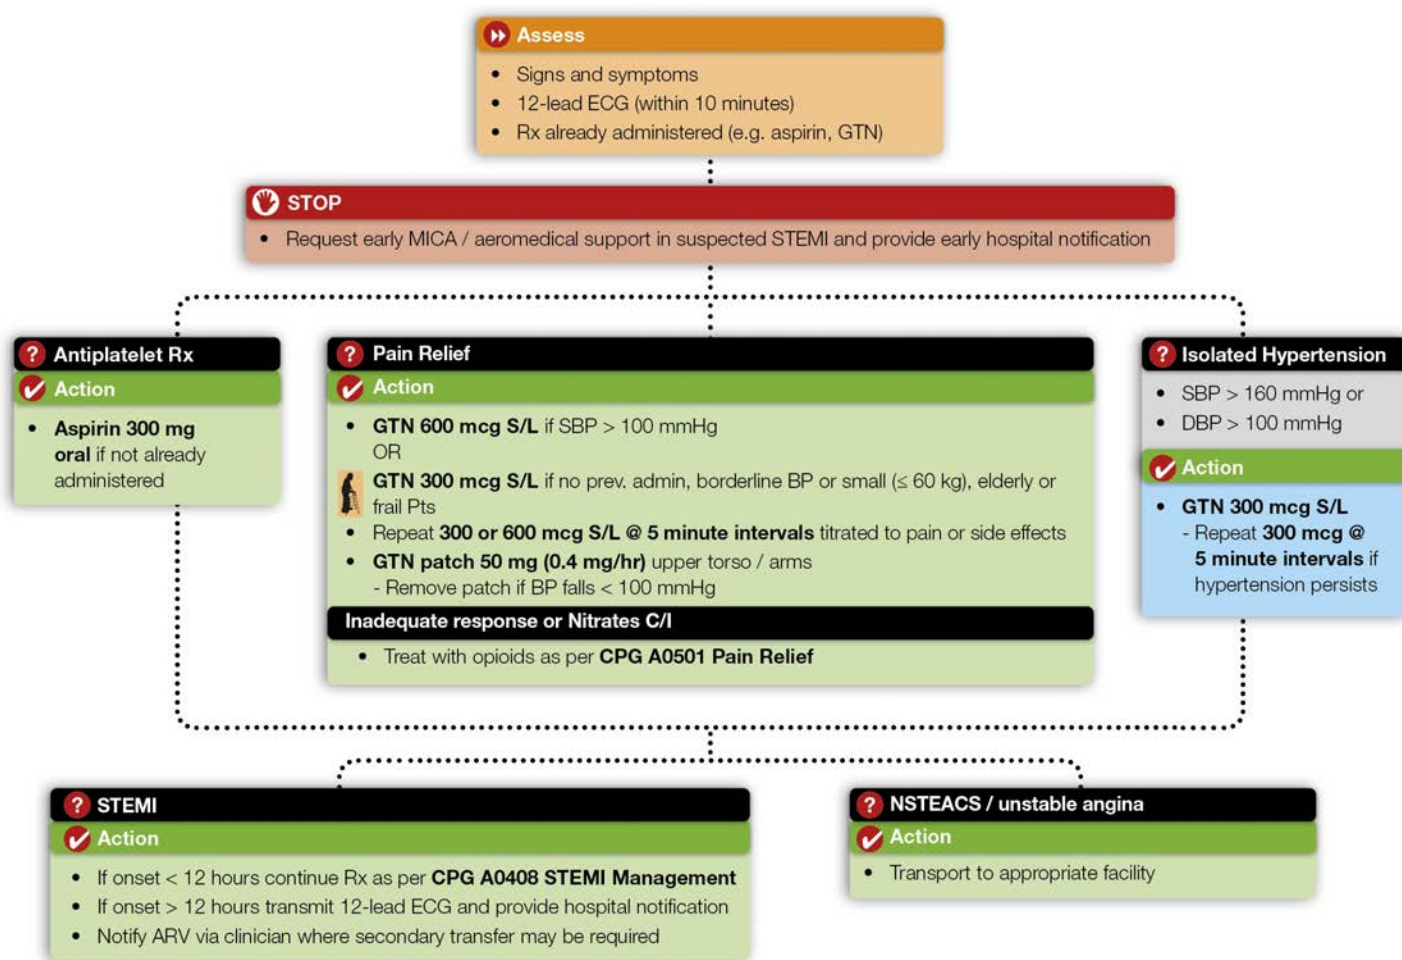 Assess
• Signs and symptoms
• 12-lead ECG (within 10 minutes)
• Rx already administered (e.g. aspirin, GTN)
STOP
• Request early MICA / aeromedical support in suspected STEMI and provide early hospital notification
? Antiplatelet Rx
Action
• Aspirin 300 mg
oral if not already
administered
? Pain Relief
Action
• GTN 600 mcg S/L if SBP > 100 mmHg
OR
GTN 300 mcg S/L if no prev. admin, borderline BP or small (≤ 60 kg), elderly or
frail Pts
• Repeat 300 or 600 mcg S/L @ 5 minute intervals titrated to pain or side effects
• GTN patch 50 mg (0.4 mg/hr) upper torso / arms
- Remove patch if BP falls < 100 mmHg
Inadequate response or Nitrates C/I
• Treat with opioids as per CPG A0501 Pain Relief
? Isolated Hypertension
• SBP > 160 mmHg or
• DBP > 100 mmHg
Action
• GTN 300 mcg S/L
- Repeat 300 mcg @
5 minute intervals if
hypertension persists
? STEMI
Action
• If onset < 12 hours continue Rx as per CPG A0408 STEMI Management
• If onset > 12 hours transmit 12-lead ECG and provide hospital notification
• Notify ARV via clinician where secondary transfer may be required
? NSTEACS / unstable angina
Action
• Transport to appropriate facility